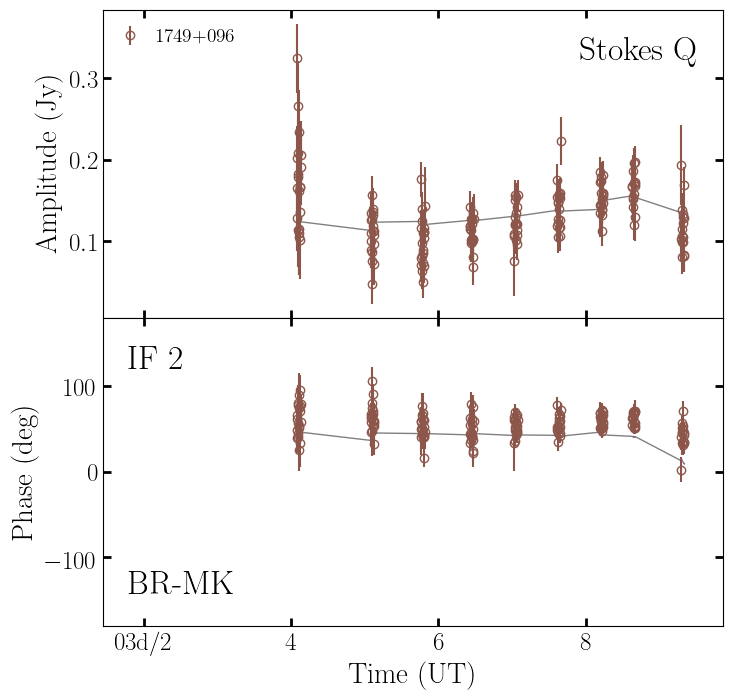 1749+096
Stokes Q
0.3
0.2
0.1
Amplitude (Jy)
IF 2
100
0
−100
Phase (deg)
BR-MK
03d/2 4 6 8
Time (UT)